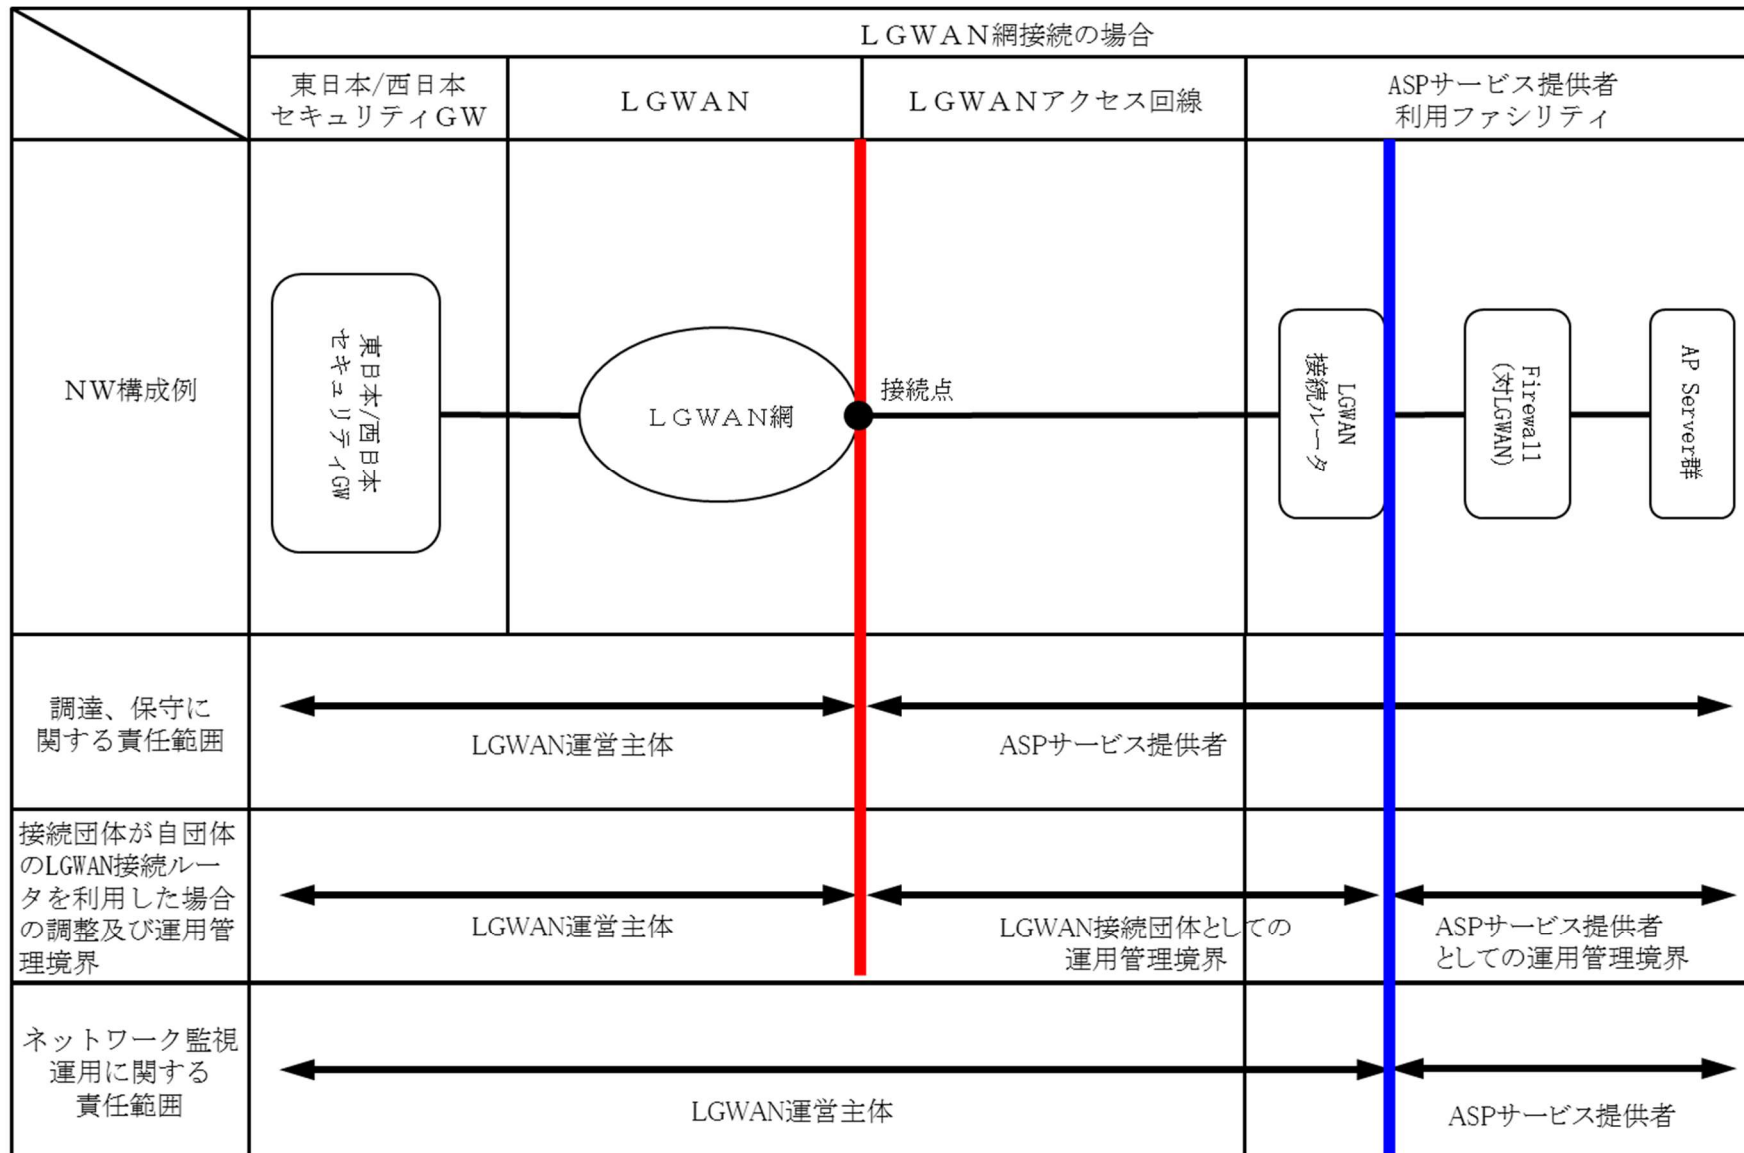 LGWAN網接続の場合
東日本/西日本
セキュリティGW
LGWAN
LGWANアクセス回線
ASPサービス提供者
利用ファシリティ
NW構成例
東日本/西日本
セキュリティGW
LGWAN網
接続点
LGWAN
接続ルータ
Firewall
(対LGWAN)
AP Server群
調達、保守に
関する責任範囲
LGWAN運営主体
ASPサービス提供者
接続団体が自団体
のLGWAN接続ルー
タを利用した場合
の調整及び運用管
理境界
LGWAN運営主体
LGWAN接続団体としての
運用管理境界
ASPサービス提供者
としての運用管理境界
ネットワーク監視
運用に関する
責任範囲
LGWAN運営主体
ASPサービス提供者